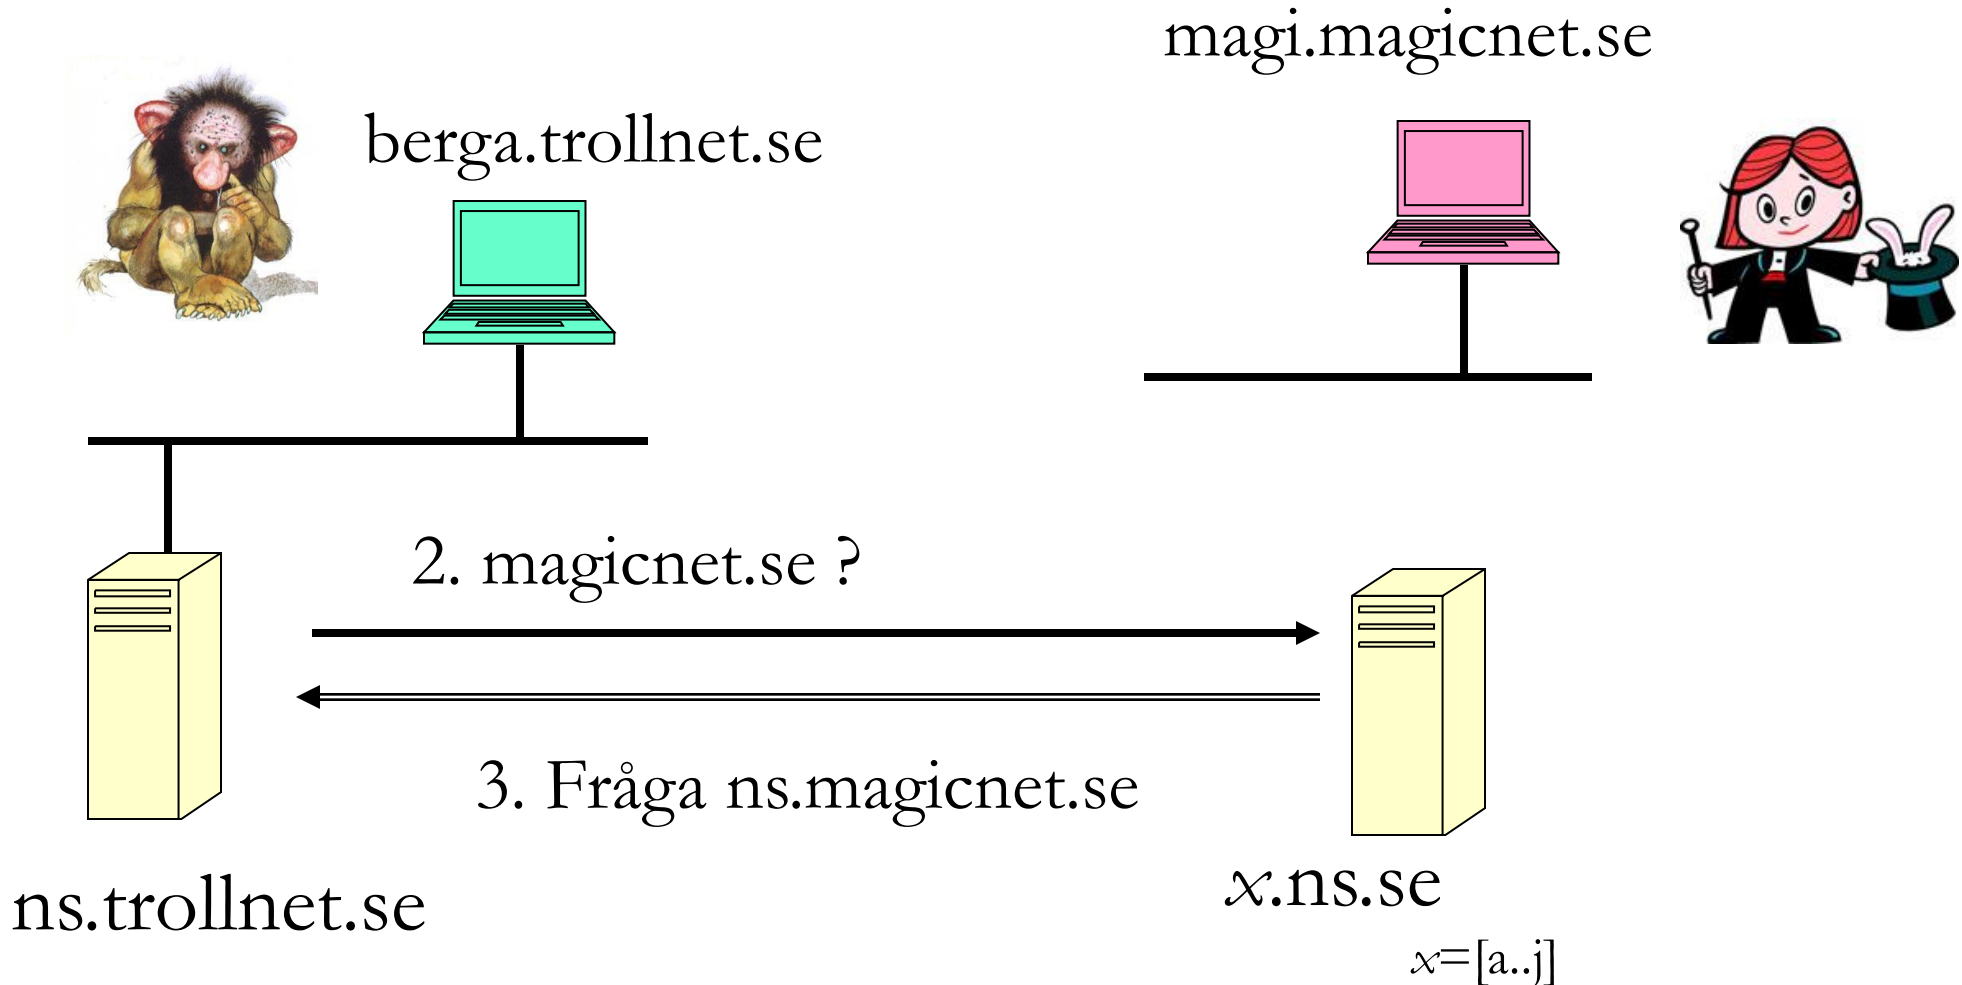 magi.magicnet.se
berga.trollnet.se
2. magicnet.se ?
3. Fråga ns.magicnet.se
ns.trollnet.se
x.ns.se
x=[a..j]